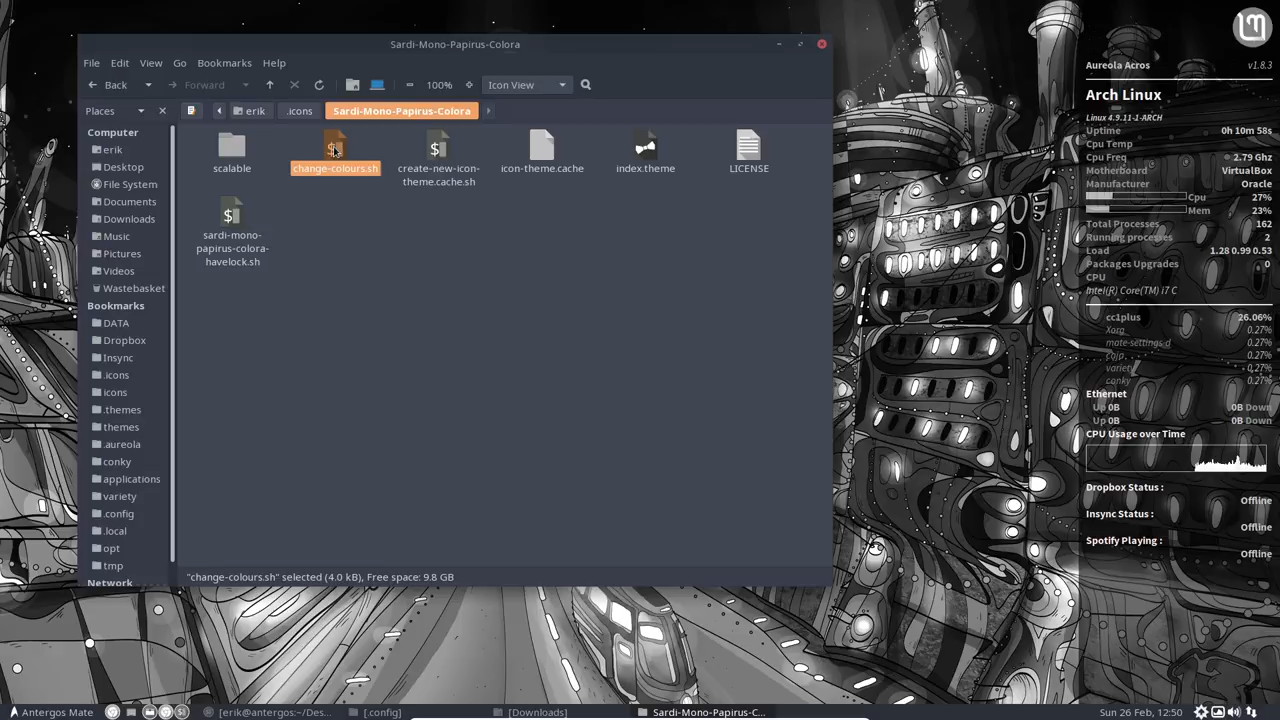 Sardi-Mono-Papirus-Colora
File Edit View Go Bookmarks Help
Back Forward 100% Icon View
Places erik .icons Sardi-Mono-Papirus-Colora
Computer
erik
Desktop
File System
Documents
Downloads
Music
Pictures
Videos
Wastebasket
Bookmarks
DATA
Dropbox
Insync
.icons
icons
.themes
themes
.aureola
conky
applications
variety
.config
.local
opt
tmp
Network
scalable
change-colours.sh
create-new-icon-
theme.cache.sh
icon-theme.cache
index.theme
LICENSE
sardi-mono-
papirus-colora-
havelock.sh
"change-colours.sh" selected (4.0 kB), Free space: 9.8 GB
Aureola Acros v1.8.3
Arch Linux
Linux 4.9.11-1-ARCH
Uptime 0h 10m 58s
Cpu Temp
Cpu Freq 2.79 Ghz
Motherboard VirtualBox
Manufacturer Oracle
Cpu 27%
Mem 23%
Total Processes 162
Running processes 2
Load 1.28 0.99 0.53
Packages Upgrades 0
CPU
Intel(R) Core(TM) i7 C
cc1plus 26.06%
Xorg 0.27%
mate-settings-d 0.27%
caja 0.27%
variety 0.27%
conky 0.27%
Ethernet
Up 0B 0B Down
Up 0B 0B Down
CPU Usage over Time
Dropbox Status :
Offline
Insync Status :
Offline
Spotify Playing :
Offline
Antergos Mate [erik@antergos:~/Des... [.config] [Downloads] Sardi-Mono-Papirus-C... Sun 26 Feb, 12:50